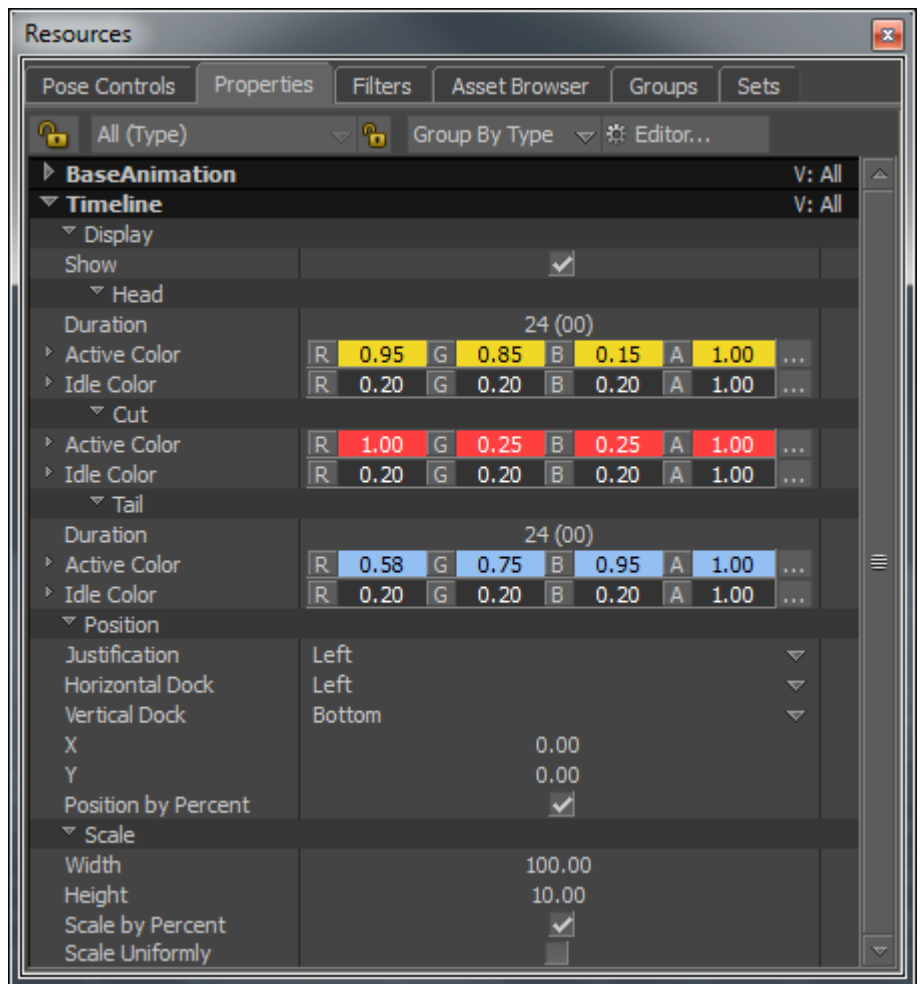 Resources
Pose Controls Properties Filters Asset Browser Groups Sets
All (Type) Group By Type Editor...
BaseAnimation V: All
Timeline V: All
Display
Show
Head
Duration 24 (00)
Active Color R 0.95 G 0.85 B 0.15 A 1.00 ...
Idle Color R 0.20 G 0.20 B 0.20 A 1.00 ...
Cut
Active Color R 1.00 G 0.25 B 0.25 A 1.00 ...
Idle Color R 0.20 G 0.20 B 0.20 A 1.00 ...
Tail
Duration 24 (00)
Active Color R 0.58 G 0.75 B 0.95 A 1.00 ...
Idle Color R 0.20 G 0.20 B 0.20 A 1.00 ...
Position
Justification Left
Horizontal Dock Left
Vertical Dock Bottom
X 0.00
Y 0.00
Position by Percent
Scale
Width 100.00
Height 10.00
Scale by Percent
Scale Uniformly